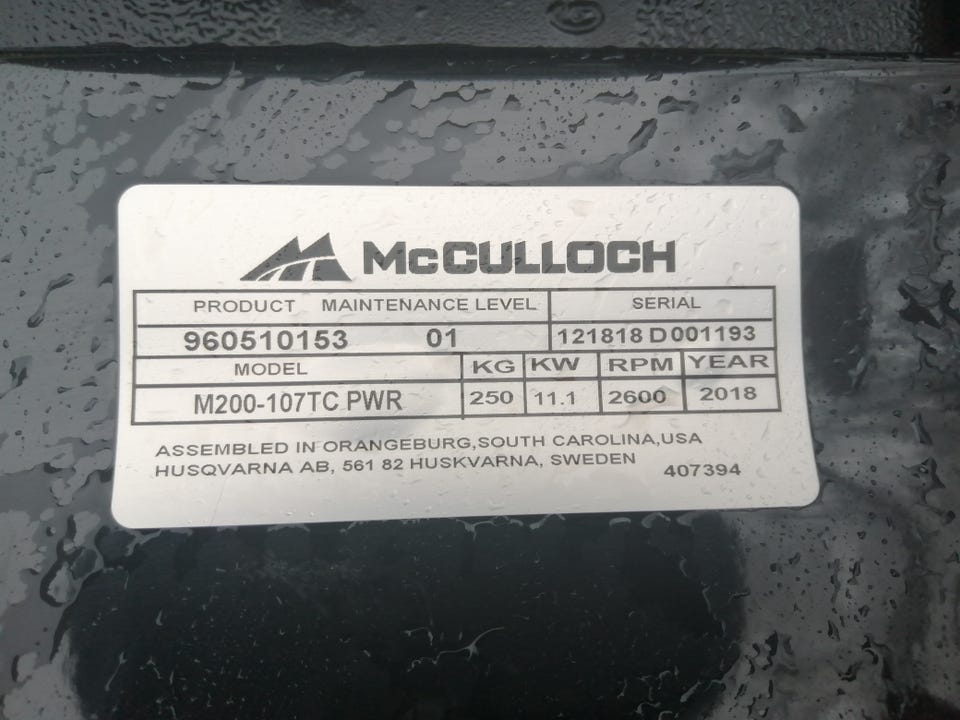 McCULLOCH
PRODUCT MAINTENANCE LEVEL SERIAL
960510153 01 121818 D 001193
MODEL KG KW RPM YEAR
M200-107TC PWR 250 11.1 2600 2018
ASSEMBLED IN ORANGEBURG,SOUTH CAROLINA,USA
HUSQVARNA AB, 561 82 HUSKVARNA, SWEDEN 407394